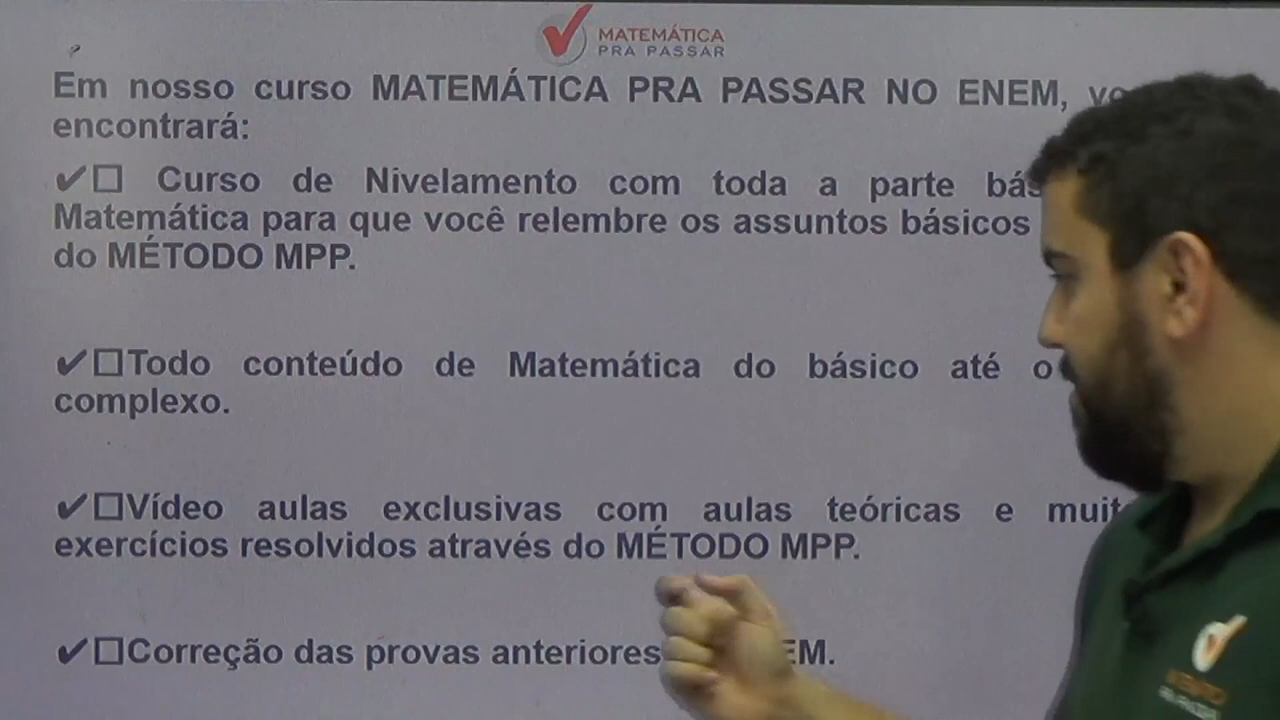 MATEMÁTICA
PRA PASSAR
Em nosso curso MATEMÁTICA PRA PASSAR NO ENEM,
encontrará:
✔☐ Curso de Nivelamento com toda a parte
Matemática para que você relembre os assuntos básicos
do MÉTODO MPP.
✔☐Todo conteúdo de Matemática do básico até o
complexo.
✔☐Vídeo aulas exclusivas com aulas teóricas e
exercícios resolvidos através do MÉTODO MPP.
✔☐Correção das provas anteriores